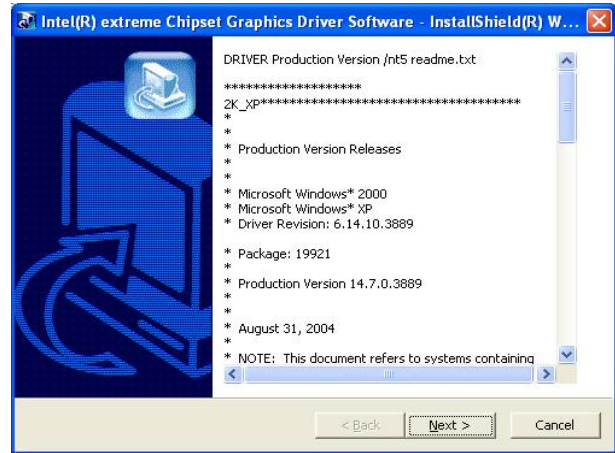 Intel(R) extreme Chipset Graphics Driver Software - InstallShield(R) W...
DRIVER Production Version /nt5 readme.txt
*******************
2K_XP************************************
*
*
* Production Version Releases
*
*
* Microsoft Windows* 2000
* Microsoft Windows* XP
* Driver Revision: 6.14.10.3889
*
* Package: 19921
*
* Production Version 14.7.0.3889
*
*
* August 31, 2004
*
* NOTE: This document refers to systems containing
< Back
Next >
Cancel